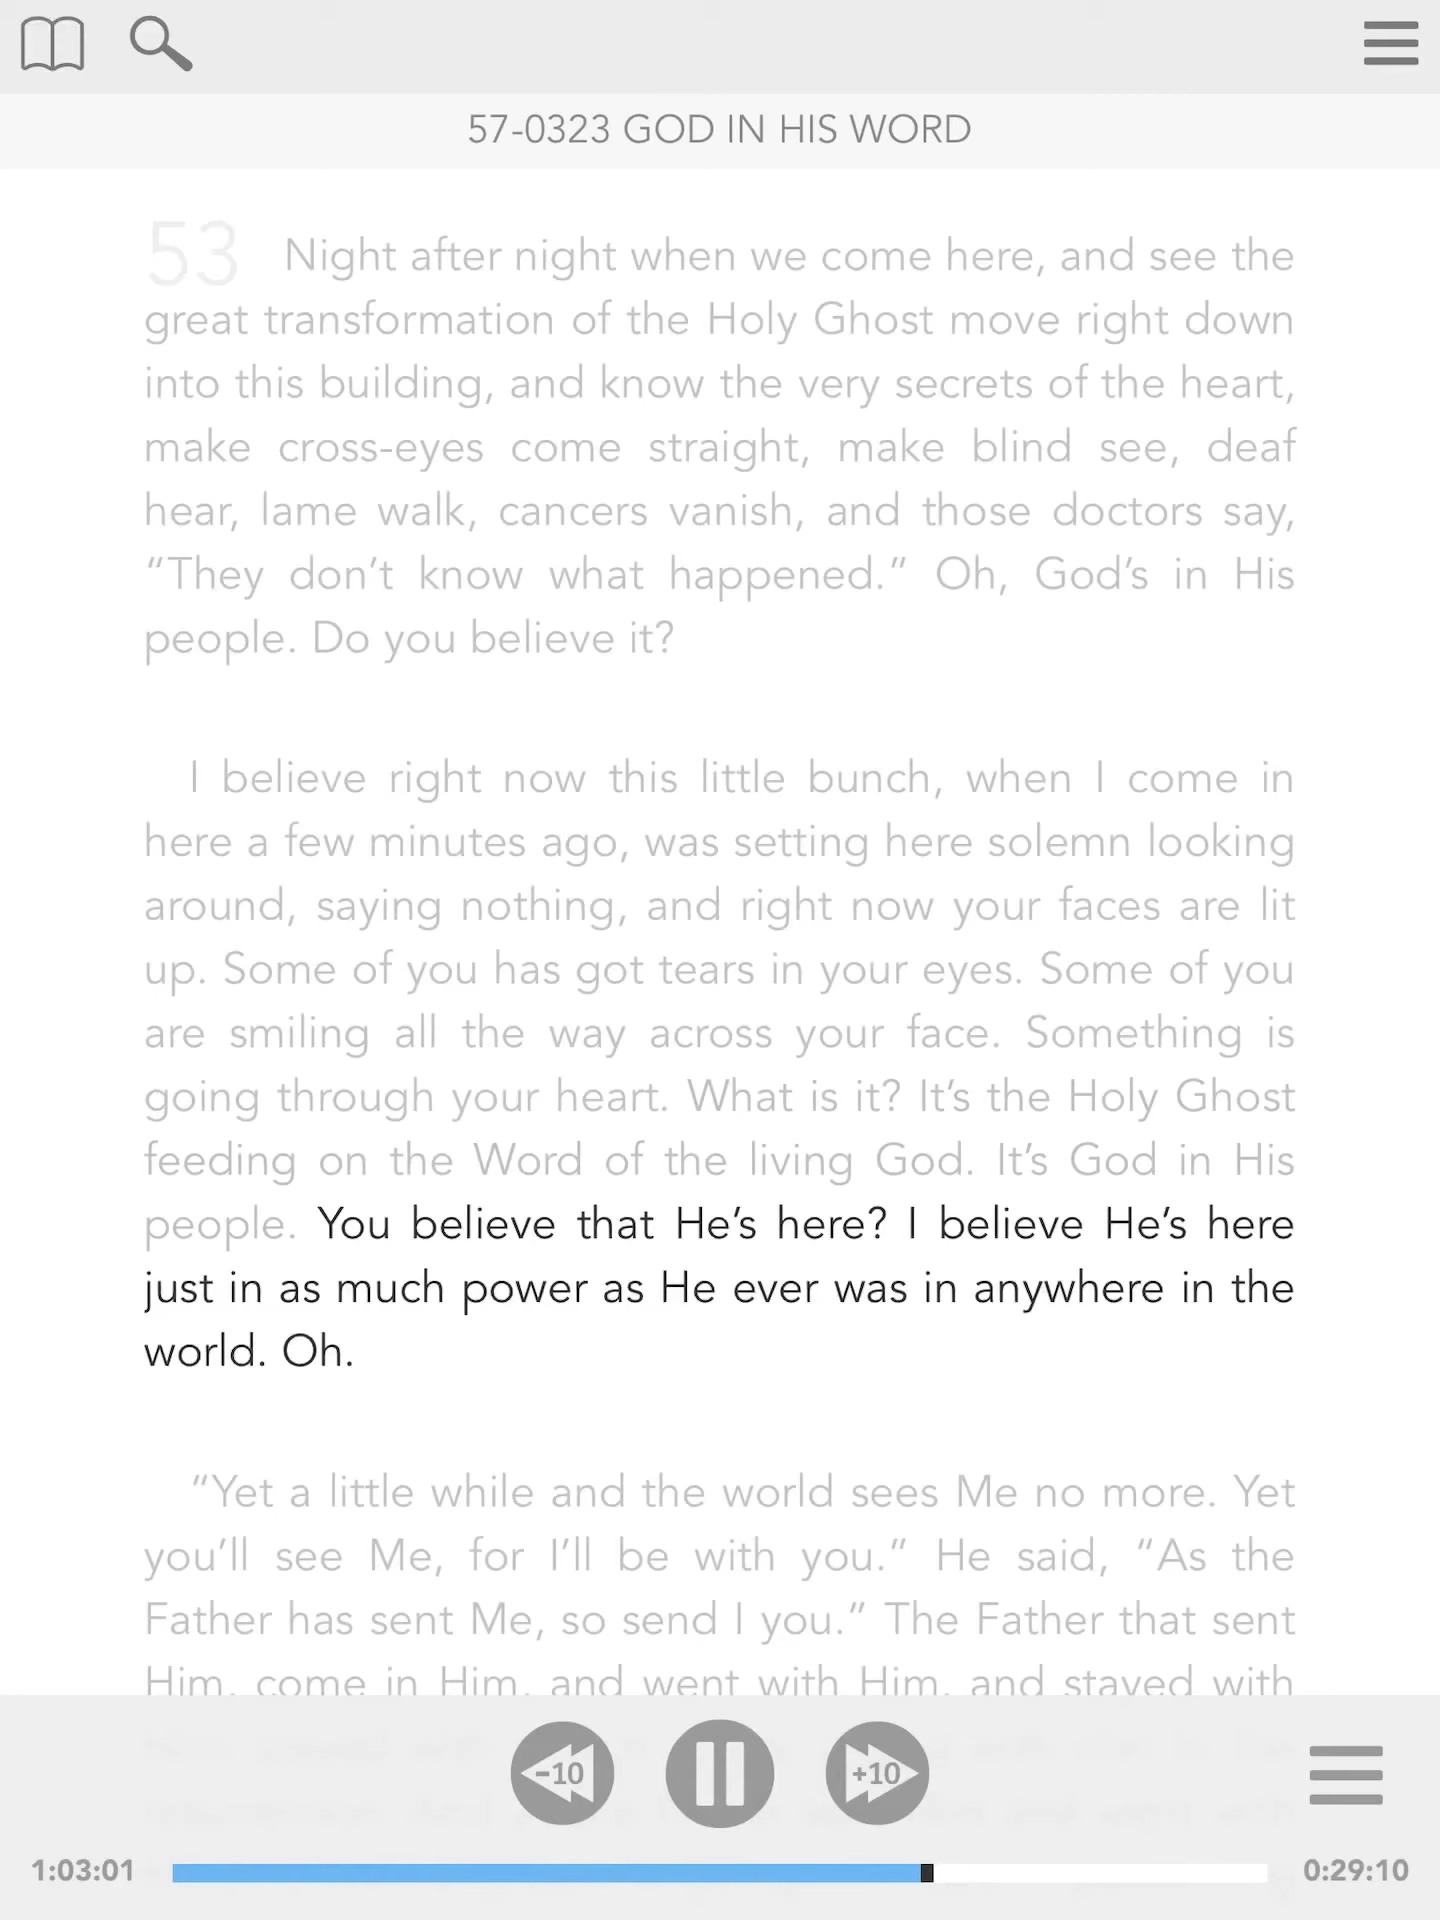 57-0323 GOD IN HIS WORD
53 Night after night when we come here, and see the
great transformation of the Holy Ghost move right down
into this building, and know the very secrets of the heart,
make cross-eyes come straight, make blind see, deaf
hear, lame walk, cancers vanish, and those doctors say,
“They don’t know what happened.” Oh, God’s in His
people. Do you believe it?
I believe right now this little bunch, when I come in
here a few minutes ago, was setting here solemn looking
around, saying nothing, and right now your faces are lit
up. Some of you has got tears in your eyes. Some of you
are smiling all the way across your face. Something is
going through your heart. What is it? It’s the Holy Ghost
feeding on the Word of the living God. It’s God in His
people. You believe that He’s here? I believe He’s here
just in as much power as He ever was in anywhere in the
world. Oh.
“Yet a little while and the world sees Me no more. Yet
you’ll see Me, for I’ll be with you.” He said, “As the
Father has sent Me, so send I you.” The Father that sent
Him, come in Him, and went with Him, and stayed with
-10 +10
1:03:01 0:29:10